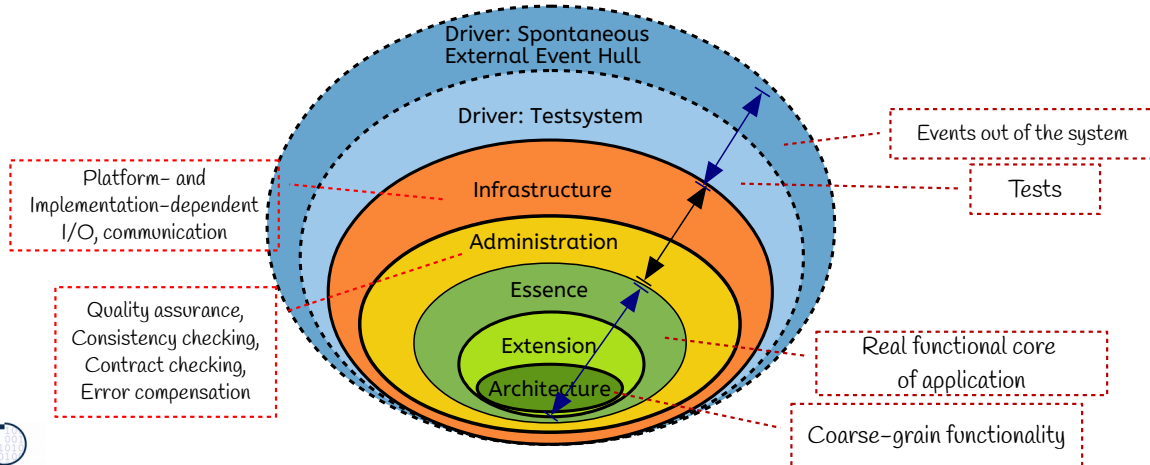 Driver: Spontaneous
External Event Hull
Driver: Testsystem
Events out of the system
Tests
Platform- and
Implementation-dependent
I/O, communication
Infrastructure
Administration
Quality assurance,
Consistency checking,
Contract checking,
Error compensation
Essence
Extension
Architecture
Real functional core
of application
Coarse-grain functionality